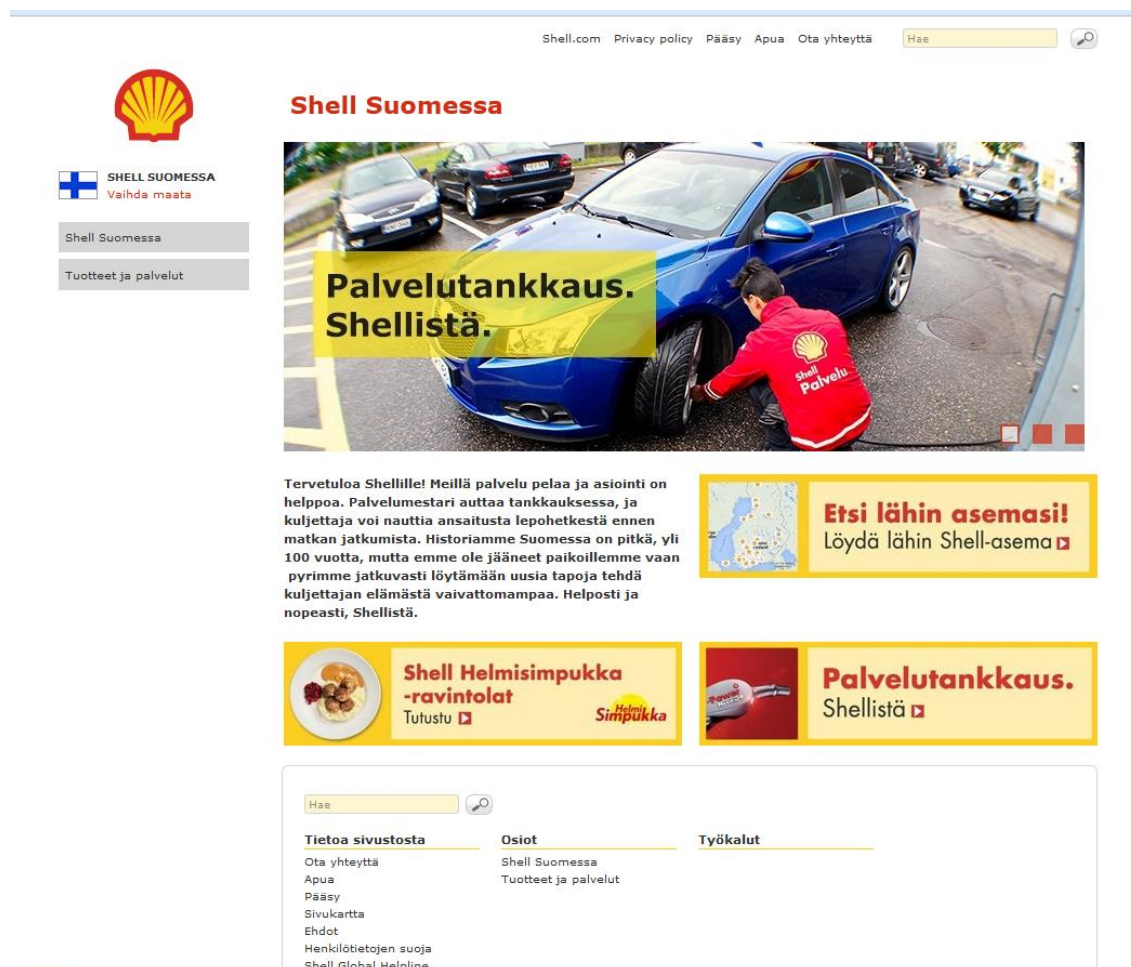 Shell.com Privacy policy Pääsy Apua Ota yhteyttä Hae
Shell Suomessa
SHELL SUOMESSA
Vaihda maata
Shell Suomessa
Tuotteet ja palvelut
Palvelutankkaus.
Shellistä.
Shell
Palvelu
Tervetuloa Shellille! Meillä palvelu pelaa ja asiointi on
helppoa. Palvelumestari auttaa tankkauksessa, ja
kuljettaja voi nauttia ansaitusta lepohetkestä ennen
matkan jatkumista. Historiamme Suomessa on pitkä, yli
100 vuotta, mutta emme ole jääneet paikoillemme vaan
pyrimme jatkuvasti löytämään uusia tapoja tehdä
kuljettajan elämästä vaivattomampaa. Helposti ja
nopeasti, Shellistä.
Etsi lähin asemasi!
Löydä lähin Shell-asema
Shell Helmisimpukka
-ravintolat
Tutustu
Helmi
Simpukka
Palvelutankkaus.
Shellistä
Hae
Tietoa sivustosta
Ota yhteyttä
Apua
Pääsy
Sivukartta
Ehdot
Henkilötietojen suoja
Shell Global Helpline
Osiot
Shell Suomessa
Tuotteet ja palvelut
Työkalut